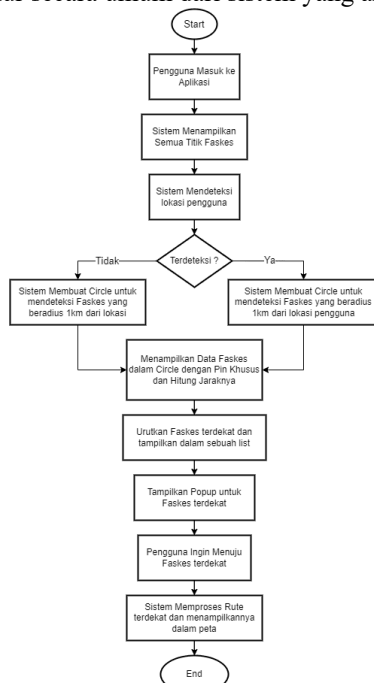 Start
Pengguna Masuk ke
Aplikasi
Sistem Menampilkan
Semua Titik Faskes
Sistem Mendeteksi
lokasi pengguna
Terdeteksi ?
Tidak
Ya
Sistem Membuat Circle untuk
mendeteksi Faskes yang
beradius 1km dari lokasi
Sistem Membuat Circle untuk
mendeteksi Faskes yang beradius
1km dari lokasi pengguna
Menampilkan Data Faskes
dalam Circle dengan Pin Khusus
dan Hitung Jaraknya
Urutkan Faskes terdekat dan
tampilkan dalam sebuah list
Tampilkan Popup untuk
Faskes terdekat
Pengguna Ingin Menuju
Faskes terdekat
Sistem Memproses Rute
terdekat dan menampilkannya
dalam peta
End